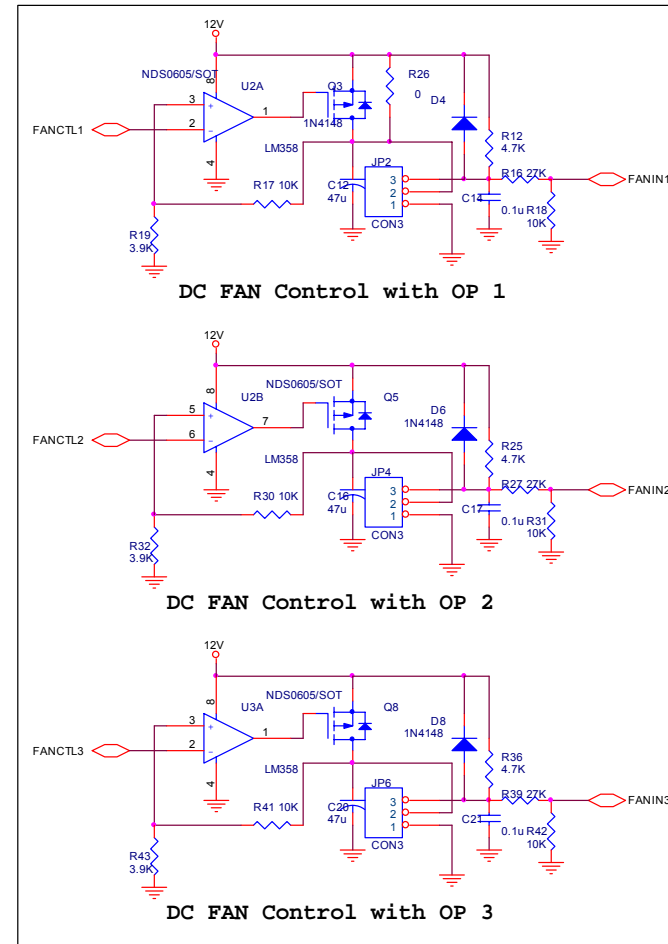 12V
NDS0605/SOT
U2A
Q3
R26
0
D4
8
3
2
1
4
+
-
FANCTL1
1N4148
LM358
R12
4.7K
JP2
R16 27K
FANIN1
R17 10K
C12
47u
3
2
1
CON3
C14
0.1u
R18
10K
R19
3.9K
DC FAN Control with OP 1
12V
NDS0605/SOT
U2B
Q5
D6
1N4148
8
5
6
7
4
+
-
FANCTL2
LM358
R25
4.7K
JP4
R27 27K
FANIN2
R30 10K
C16
47u
3
2
1
CON3
C17
0.1u
R31
10K
R32
3.9K
DC FAN Control with OP 2
12V
NDS0605/SOT
U3A
Q8
D8
1N4148
8
3
2
1
4
+
-
FANCTL3
LM358
R36
4.7K
JP6
R39 27K
FANIN3
R41 10K
C20
47u
3
2
1
CON3
C21
0.1u
R42
10K
R43
3.9K
DC FAN Control with OP 3